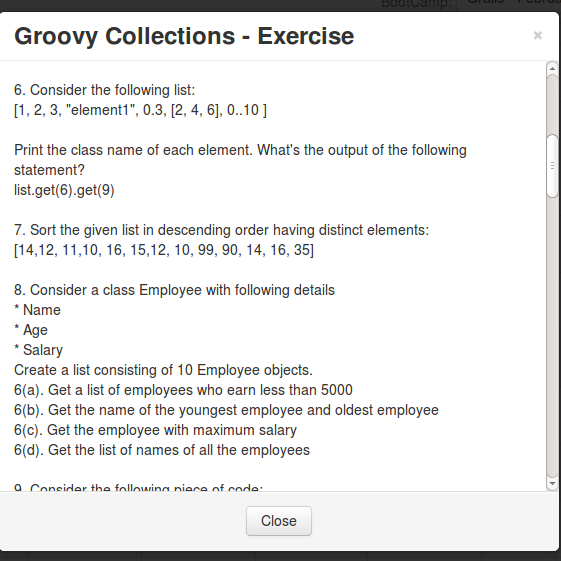 BootCamp:
Groovy Collections - Exercise
×
6. Consider the following list:
[1, 2, 3, "element1", 0.3, [2, 4, 6], 0..10 ]
Print the class name of each element. What's the output of the following
statement?
list.get(6).get(9)
7. Sort the given list in descending order having distinct elements:
[14,12, 11,10, 16, 15,12, 10, 99, 90, 14, 16, 35]
8. Consider a class Employee with following details
* Name
* Age
* Salary
Create a list consisting of 10 Employee objects.
6(a). Get a list of employees who earn less than 5000
6(b). Get the name of the youngest employee and oldest employee
6(c). Get the employee with maximum salary
6(d). Get the list of names of all the employees
9. Consider the following piece of code:
Close